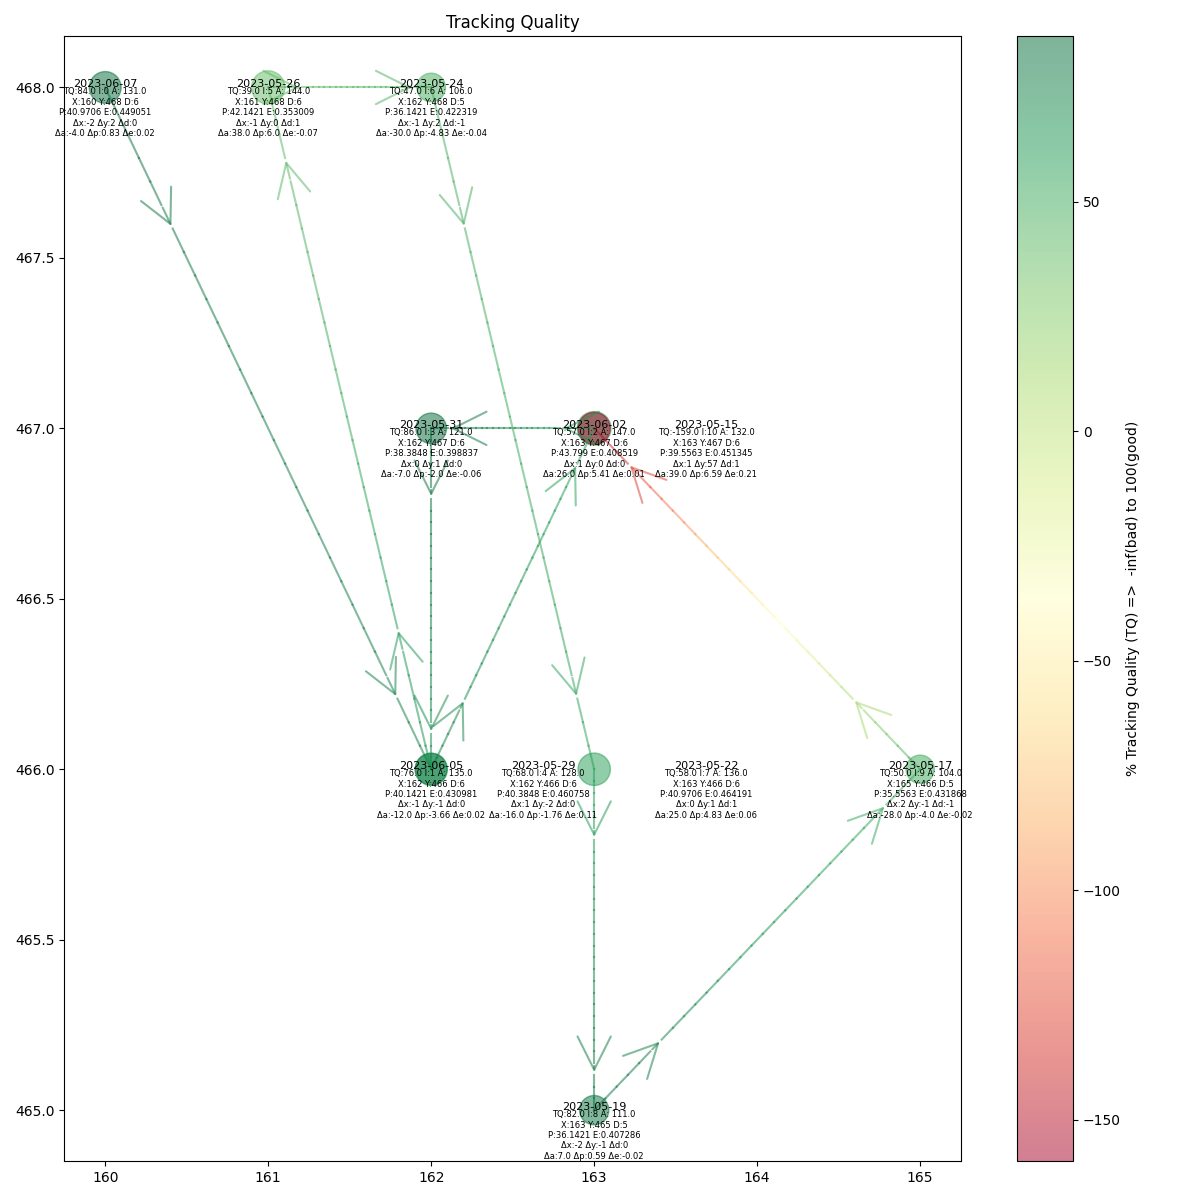 Tracking Quality
468.0
467.5
467.0
466.5
466.0
465.5
465.0
160
161
162
163
164
165
2023-06-07
TQ:84.0 I:0 A: 131.0
X:160 Y:468 D:6
P:40.9706 E:0.449051
Δx:-2 Δy:2 Δd:0
Δa:-4.0 Δp:0.83 Δe:0.02
2023-05-26
TQ:39.0 I:5 A: 144.0
X:161 Y:468 D:6
P:42.1421 E:0.353009
Δx:-1 Δy:0 Δd:1
Δa:38.0 Δp:6.0 Δe:-0.07
2023-05-24
TQ:47.0 I:6 A: 106.0
X:162 Y:468 D:5
P:36.1421 E:0.422319
Δx:-1 Δy:2 Δd:-1
Δa:-30.0 Δp:-4.83 Δe:-0.04
2023-05-31
TQ:86.0 I:3 A: 121.0
X:162 Y:467 D:6
P:38.3848 E:0.398837
Δx:0 Δy:1 Δd:0
Δa:-7.0 Δp:-2.0 Δe:-0.06
2023-06-02
TQ:57.0 I:2 A: 147.0
X:163 Y:467 D:6
P:43.799 E:0.408519
Δx:1 Δy:0 Δd:0
Δa:26.0 Δp:5.41 Δe:0.01
2023-05-15
TQ:-159.0 I:10 A: 132.0
X:163 Y:467 D:6
P:39.5563 E:0.451345
Δx:1 Δy:57 Δd:1
Δa:39.0 Δp:6.59 Δe:0.21
2023-06-05
TQ:76.0 I:1 A: 135.0
X:162 Y:466 D:6
P:40.1421 E:0.430981
Δx:-1 Δy:-1 Δd:0
Δa:-12.0 Δp:-3.66 Δe:0.02
2023-05-29
TQ:68.0 I:4 A: 128.0
X:162 Y:466 D:6
P:40.3848 E:0.460758
Δx:1 Δy:-2 Δd:0
Δa:-16.0 Δp:-1.76 Δe:0.11
2023-05-22
TQ:58.0 I:7 A: 136.0
X:163 Y:466 D:6
P:40.9706 E:0.464191
Δx:0 Δy:1 Δd:1
Δa:25.0 Δp:4.83 Δe:0.06
2023-05-17
TQ:50.0 I:9 A: 104.0
X:165 Y:466 D:5
P:35.5563 E:0.431868
Δx:2 Δy:-1 Δd:-1
Δa:-28.0 Δp:-4.0 Δe:-0.02
2023-05-19
TQ:82.0 I:8 A: 111.0
X:163 Y:465 D:5
P:36.1421 E:0.407286
Δx:-2 Δy:-1 Δd:0
Δa:7.0 Δp:0.59 Δe:-0.02
50
0
−50
−100
−150
% Tracking Quality (TQ) => -inf(bad) to 100(good)